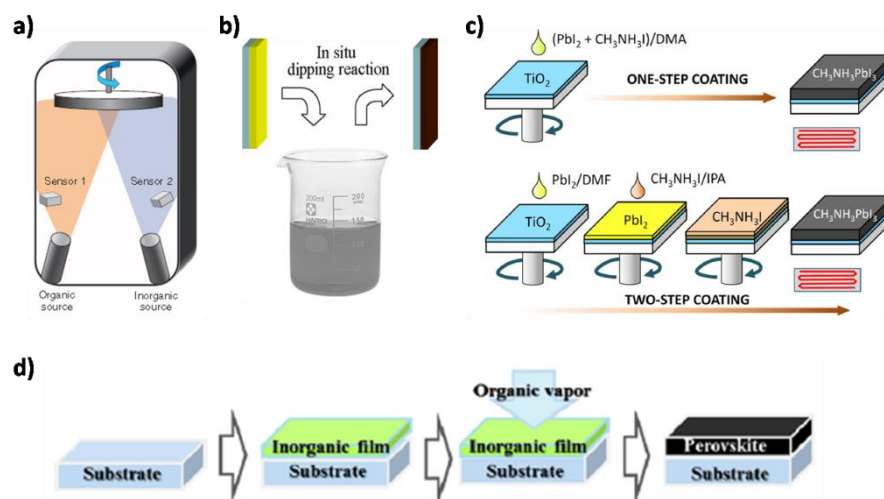 a)
Sensor 1
Sensor 2
Organic
source
Inorganic
source
b)
In situ
dipping reaction
200ml
200
150
c)
(PbI₂ + CH₃NH₃I)/DMA
TiO₂
ONE-STEP COATING
CH₃NH₃PbI₃
PbI₂/DMF
CH₃NH₃I/IPA
TiO₂
PbI₂
CH₃NH₃I
CH₃NH₃PbI₃
TWO-STEP COATING
d)
Organic vapor
Substrate
Inorganic film
Substrate
Inorganic film
Substrate
Perovskite
Substrate